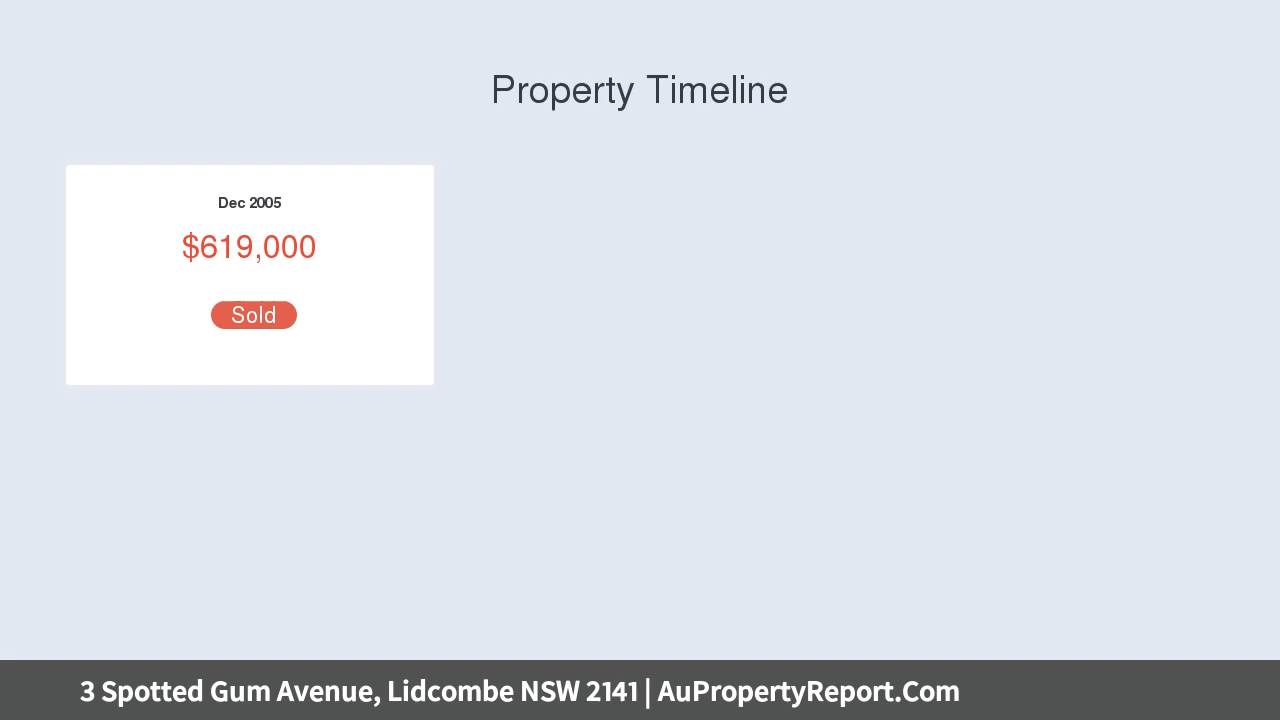 Property Timeline
Dec 2005
$619,000
Sold
3 Spotted Gum Avenue, Lidcombe NSW 2141 | AuPropertyReport.Com